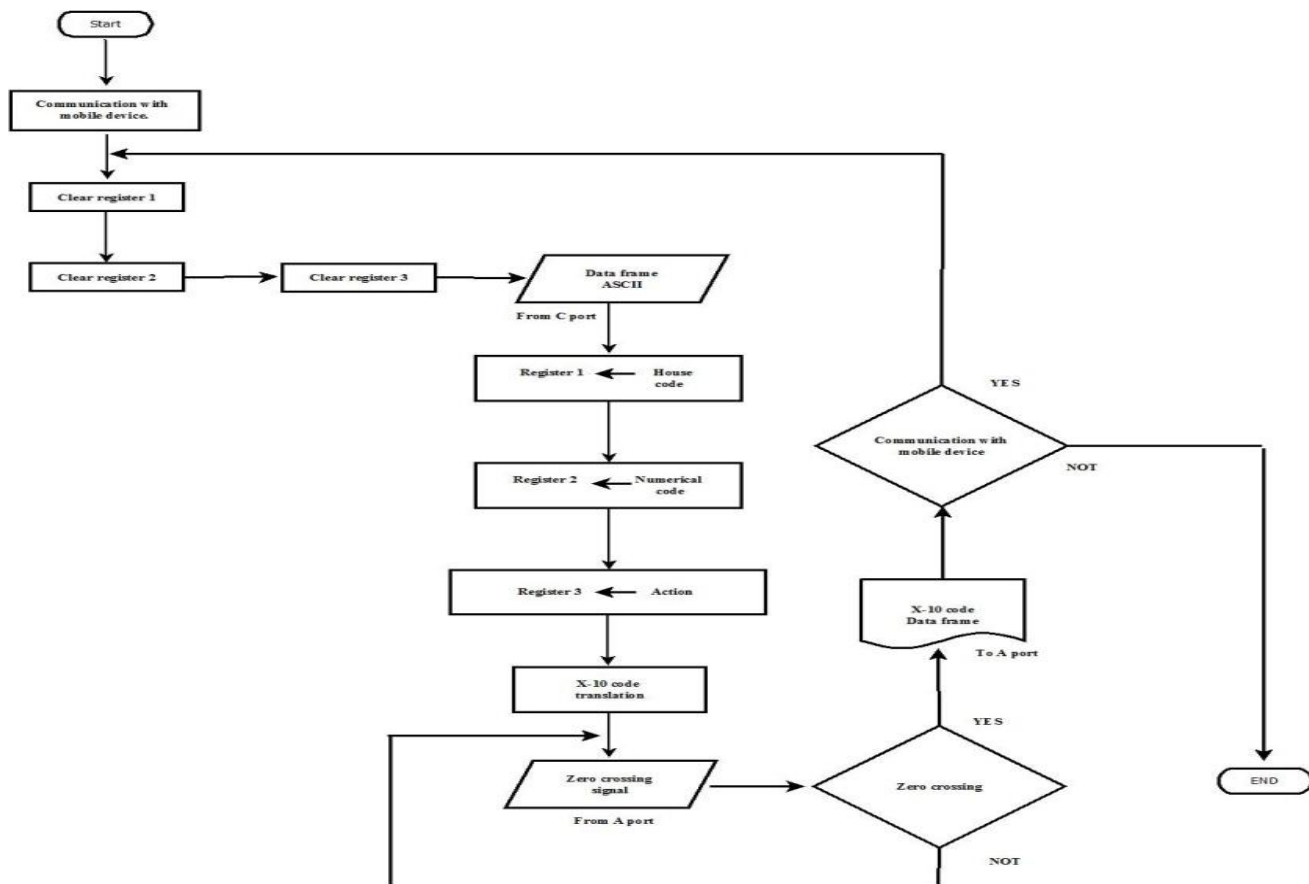 Start
Communication with
mobile device.
Clear register 1
Clear register 2
Clear register 3
Data frame
ASCII
From C port
Register 1
House
code
Register 2
Numerical
code
Register 3
Action
X-10 code
translation
Zero crossing
signal
From A port
Zero crossing
YES
NOT
X-10 code
Data frame
To A port
Communication with
mobile device
YES
NOT
END